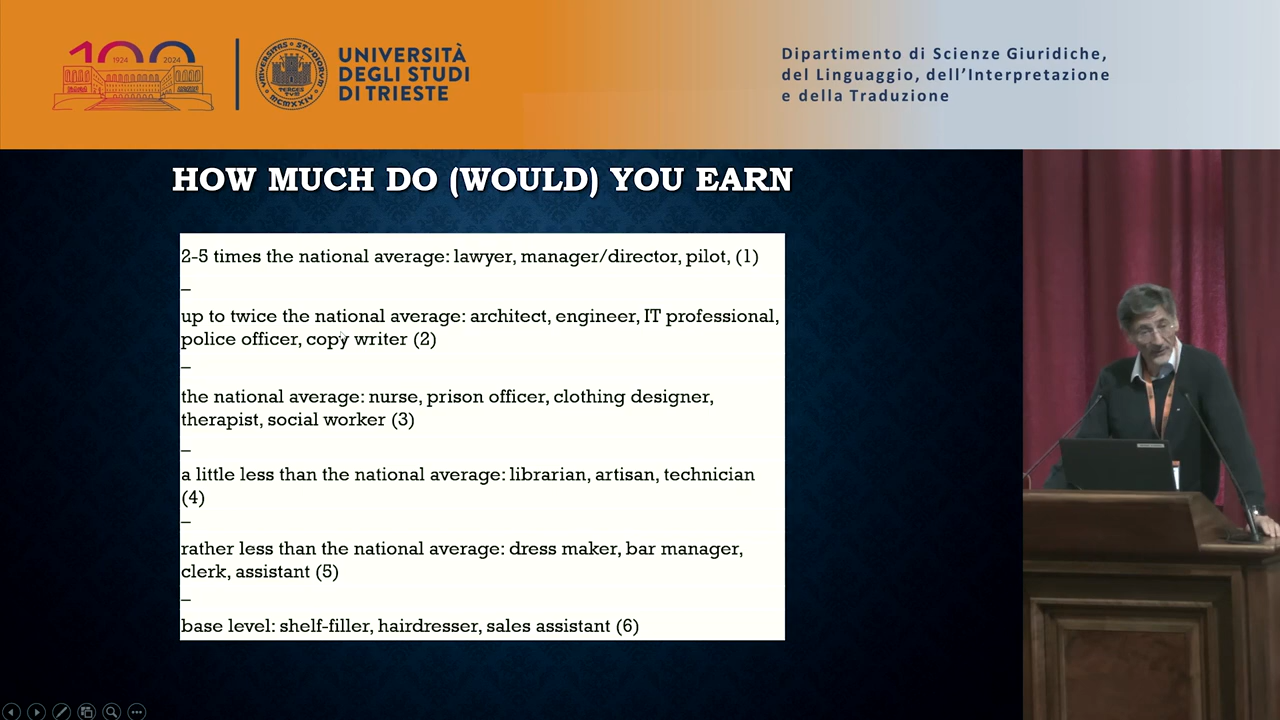 100
1924
2024
UNIVERSITÀ
DEGLI STUDI
DI TRIESTE
Dipartimento di Scienze Giuridiche,
del Linguaggio, dell'Interpretazione
e della Traduzione
HOW MUCH DO (WOULD) YOU EARN
2-5 times the national average: lawyer, manager/director, pilot, (1)
–
up to twice the national average: architect, engineer, IT professional,
police officer, copy writer (2)
–
the national average: nurse, prison officer, clothing designer,
therapist, social worker (3)
–
a little less than the national average: librarian, artisan, technician
(4)
–
rather less than the national average: dress maker, bar manager,
clerk, assistant (5)
–
base level: shelf-filler, hairdresser, sales assistant (6)